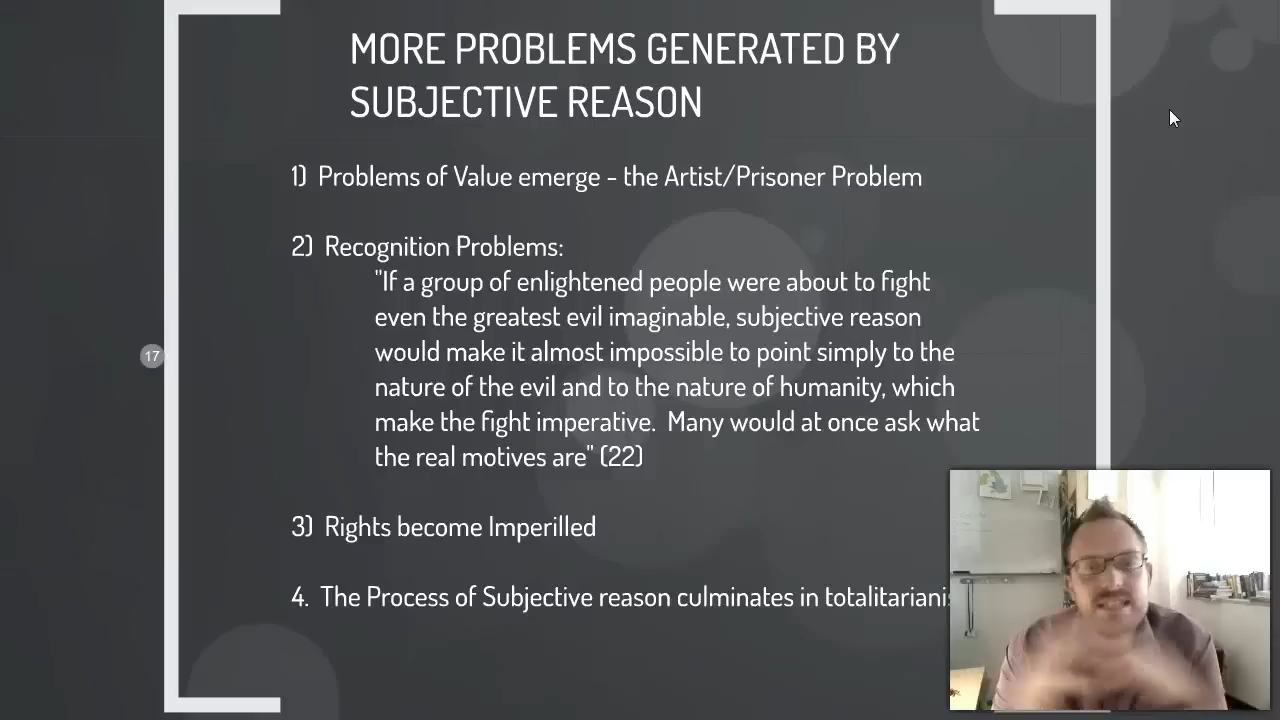 MORE PROBLEMS GENERATED BY
SUBJECTIVE REASON
1) Problems of Value emerge - the Artist/Prisoner Problem
2) Recognition Problems:
"If a group of enlightened people were about to fight
even the greatest evil imaginable, subjective reason
would make it almost impossible to point simply to the
nature of the evil and to the nature of humanity, which
make the fight imperative. Many would at once ask what
the real motives are" (22)
17
3) Rights become Imperilled
4. The Process of Subjective reason culminates in